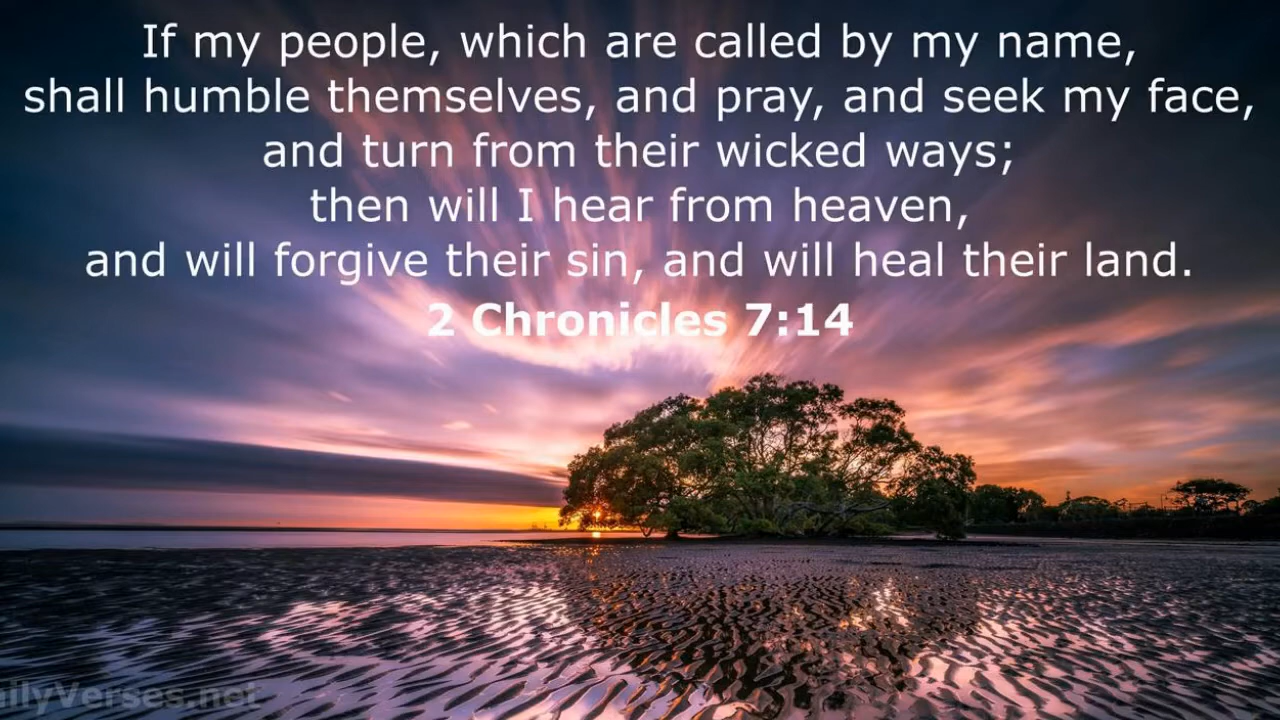 If my people, which are called by my name,
shall humble themselves, and pray, and seek my face,
and turn from their wicked ways;
then will I hear from heaven,
and will forgive their sin, and will heal their land.
2 Chronicles 7:14
ailyVerses.net